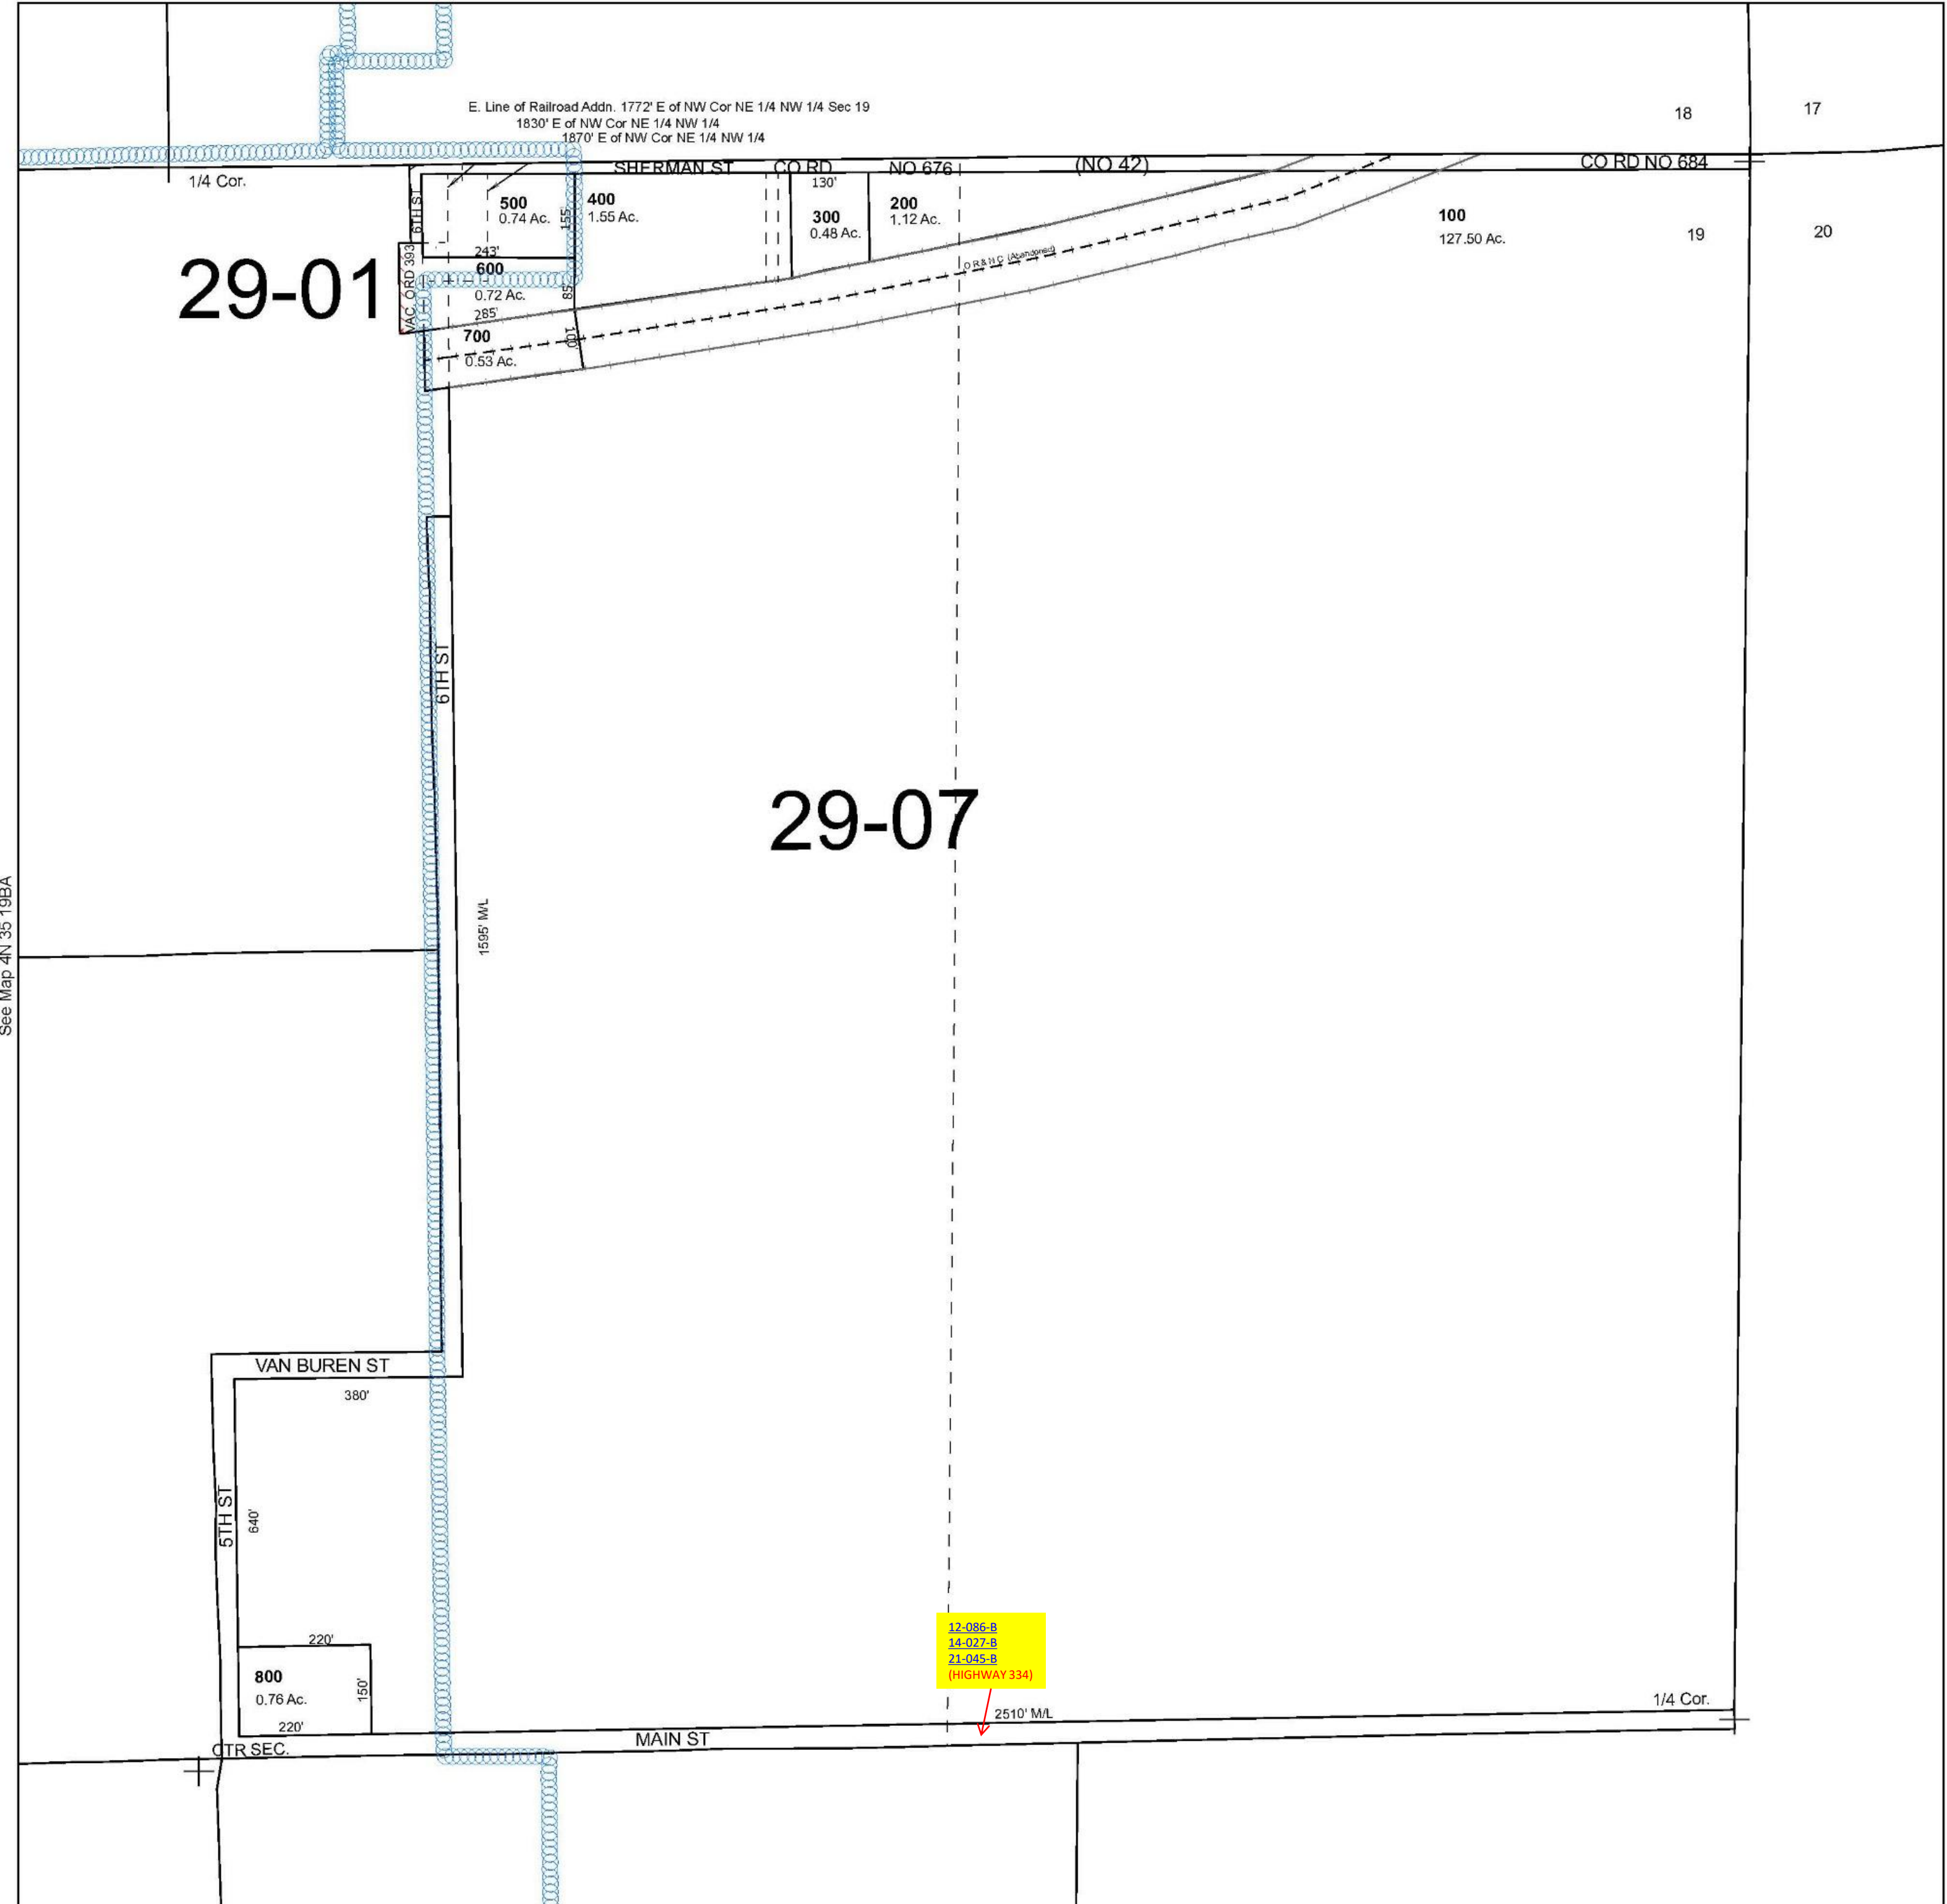 E. Line of Railroad Addn. 1772' E of NW Cor NE 1/4 NW 1/4 Sec 19
1830' E of NW Cor NE 1/4 NW 1/4
1870' E of NW Cor NE 1/4 NW 1/4
18
17
SHERMAN ST CO RD NO 676 (NO 42)
CO RD NO 684
1/4 Cor.
6TH ST
500
0.74 Ac.
155'
400
1.55 Ac.
130'
300
0.48 Ac.
200
1.12 Ac.
100
127.50 Ac.
19
20
29-01
VAC. ORD 393
243'
600
0.72 Ac.
85'
285'
700
0.53 Ac.
100'
O R & N C (Abandoned)
6TH ST
29-07
See Map 4N 35 19BA
1595' M/L
VAN BUREN ST
380'
5TH ST
640'
12-086-B
14-027-B
21-045-B
(HIGHWAY 334)
220'
800
0.76 Ac.
150'
220'
2510' M/L
1/4 Cor.
MAIN ST
CTR SEC.